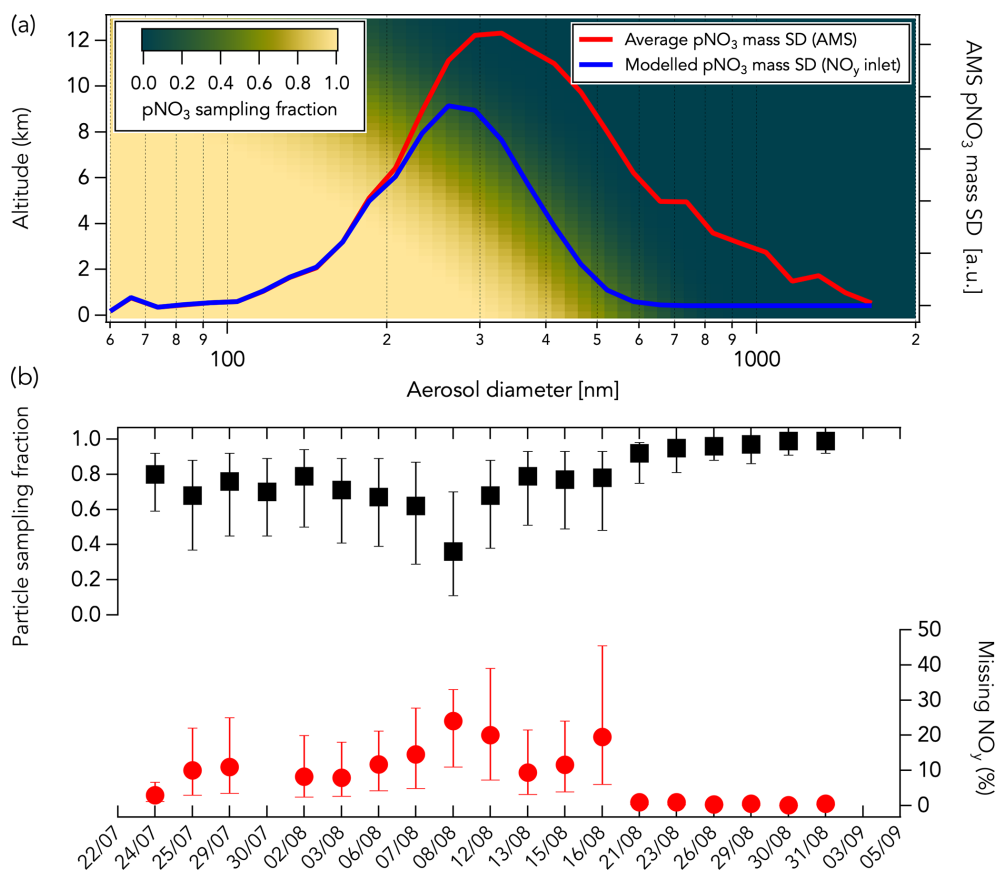 (a)
12
10
8
6
4
2
0
Altitude (km)
0.0 0.2 0.4 0.6 0.8 1.0
pNO₃ sampling fraction
Average pNO₃ mass SD (AMS)
Modelled pNO₃ mass SD (NOy inlet)
AMS pNO₃ mass SD [a.u.]
6 7 8 9 100 2 3 4 5 6 7 8 9 1000 2
Aerosol diameter [nm]
(b)
1.0
0.8
0.6
0.4
0.2
0.0
Particle sampling fraction
50
40
30
20
10
0
Missing NOy (%)
22/07 24/07 25/07 29/07 30/07 02/08 03/08 06/08 07/08 08/08 12/08 13/08 15/08 16/08 21/08 23/08 26/08 29/08 30/08 31/08 03/09 05/09